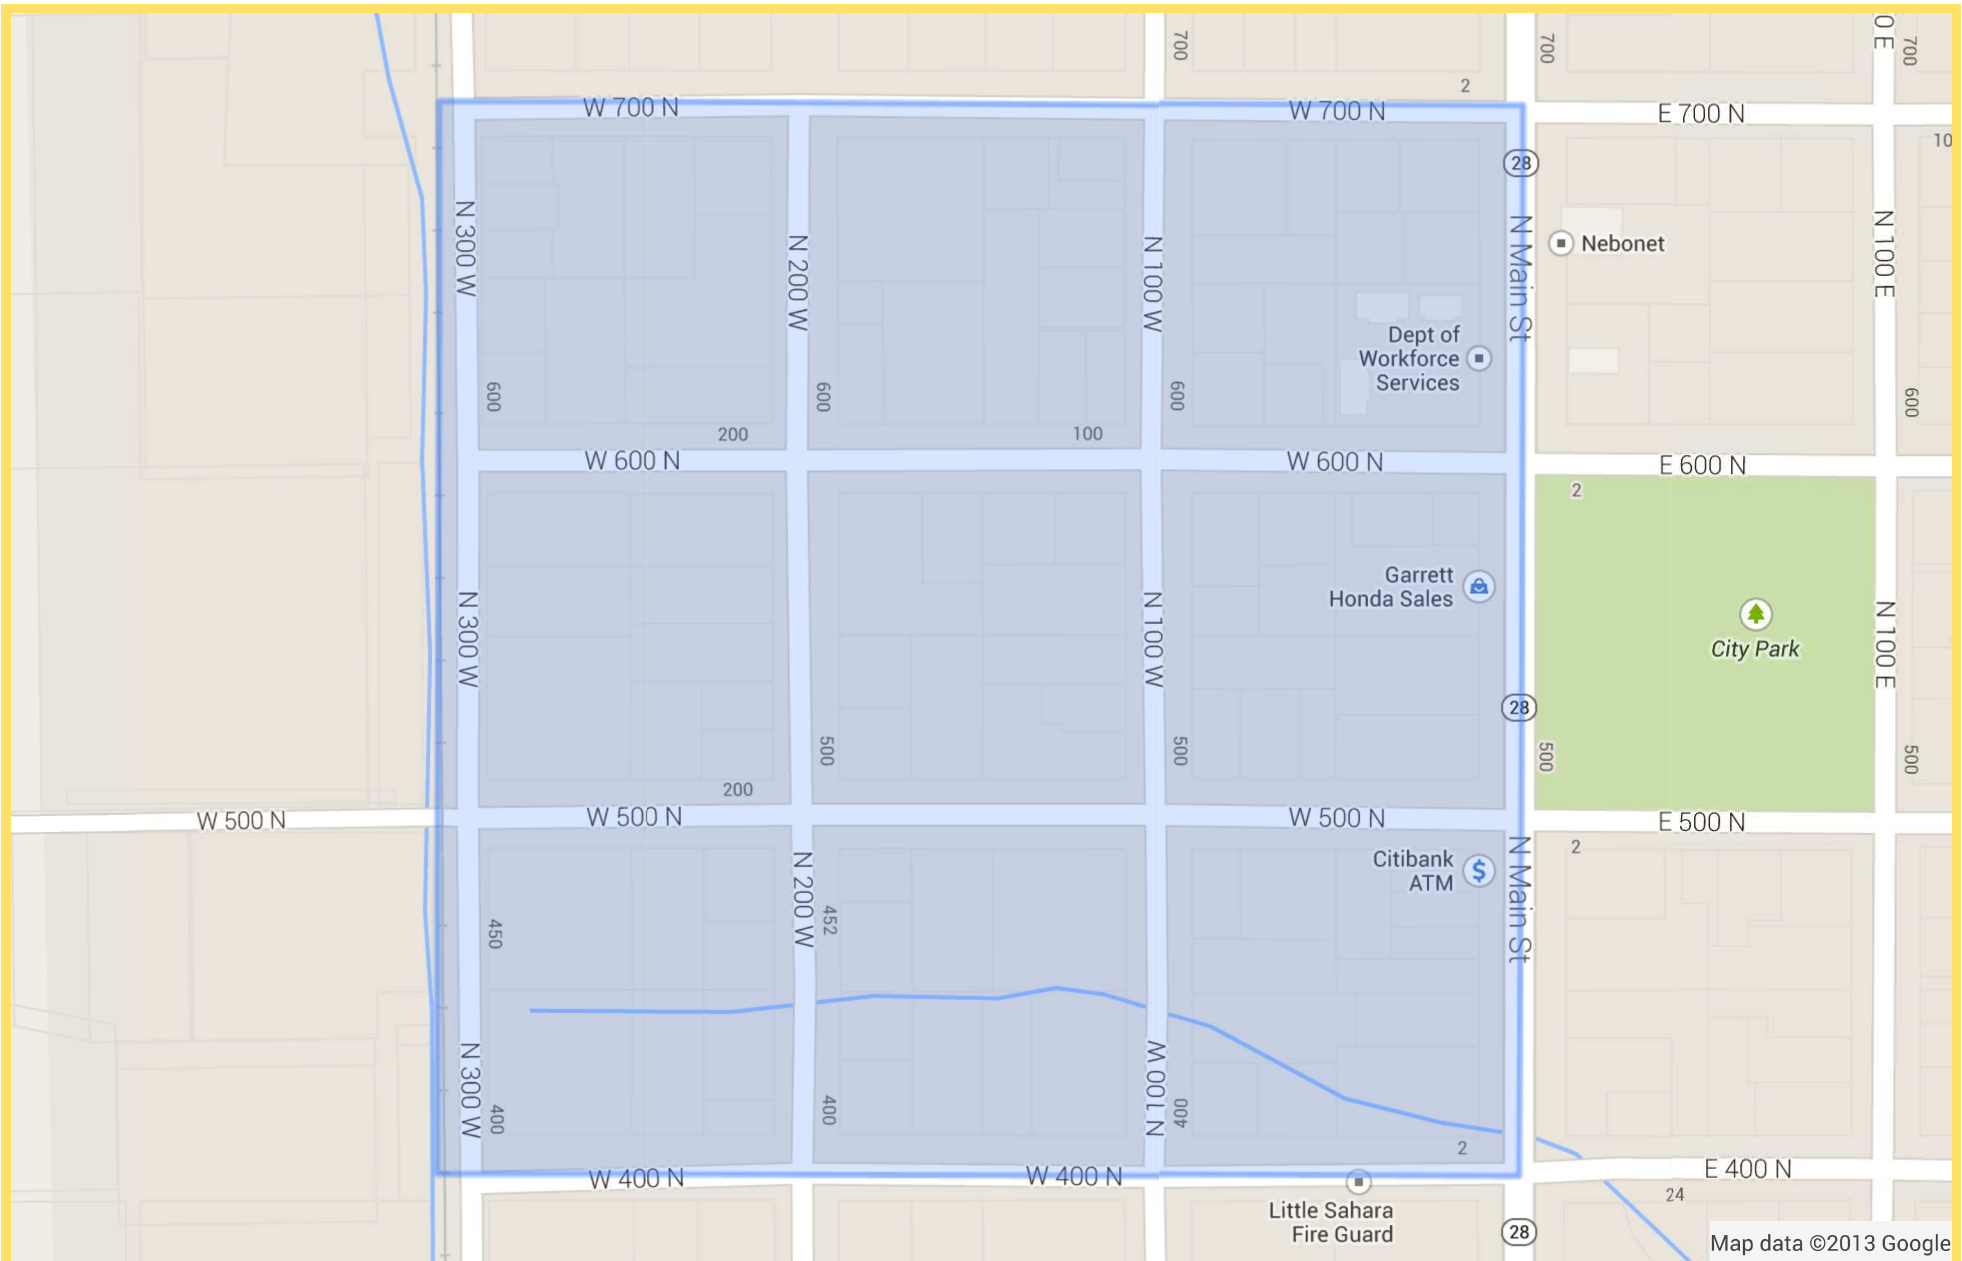 700
700
0 E
700
2
W 700 N
W 700 N
E 700 N
10
28
N 300 W
N 200 W
N 100 W
N Main St
Nebonet
N 100 E
Dept of
Workforce
Services
600
600
600
600
200
100
W 600 N
W 600 N
E 600 N
2
Garrett
Honda Sales
N 300 W
N 100 W
City Park
N 100 E
28
500
500
500
500
200
W 500 N
W 500 N
W 500 N
E 500 N
2
Citibank
ATM
$
N Main St
N 200 W
450
452
N 300 W
N 100 W
400
400
400
2
W 400 N
W 400 N
E 400 N
24
Little Sahara
Fire Guard
28
Map data ©2013 Google